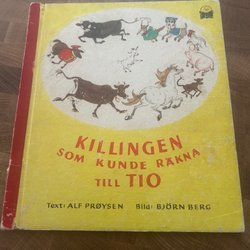 KILLINGEN
SOM KUNDE RÄKNA
TILL TIO
Text: ALF PRØYSEN Bild: BJÖRN BERG